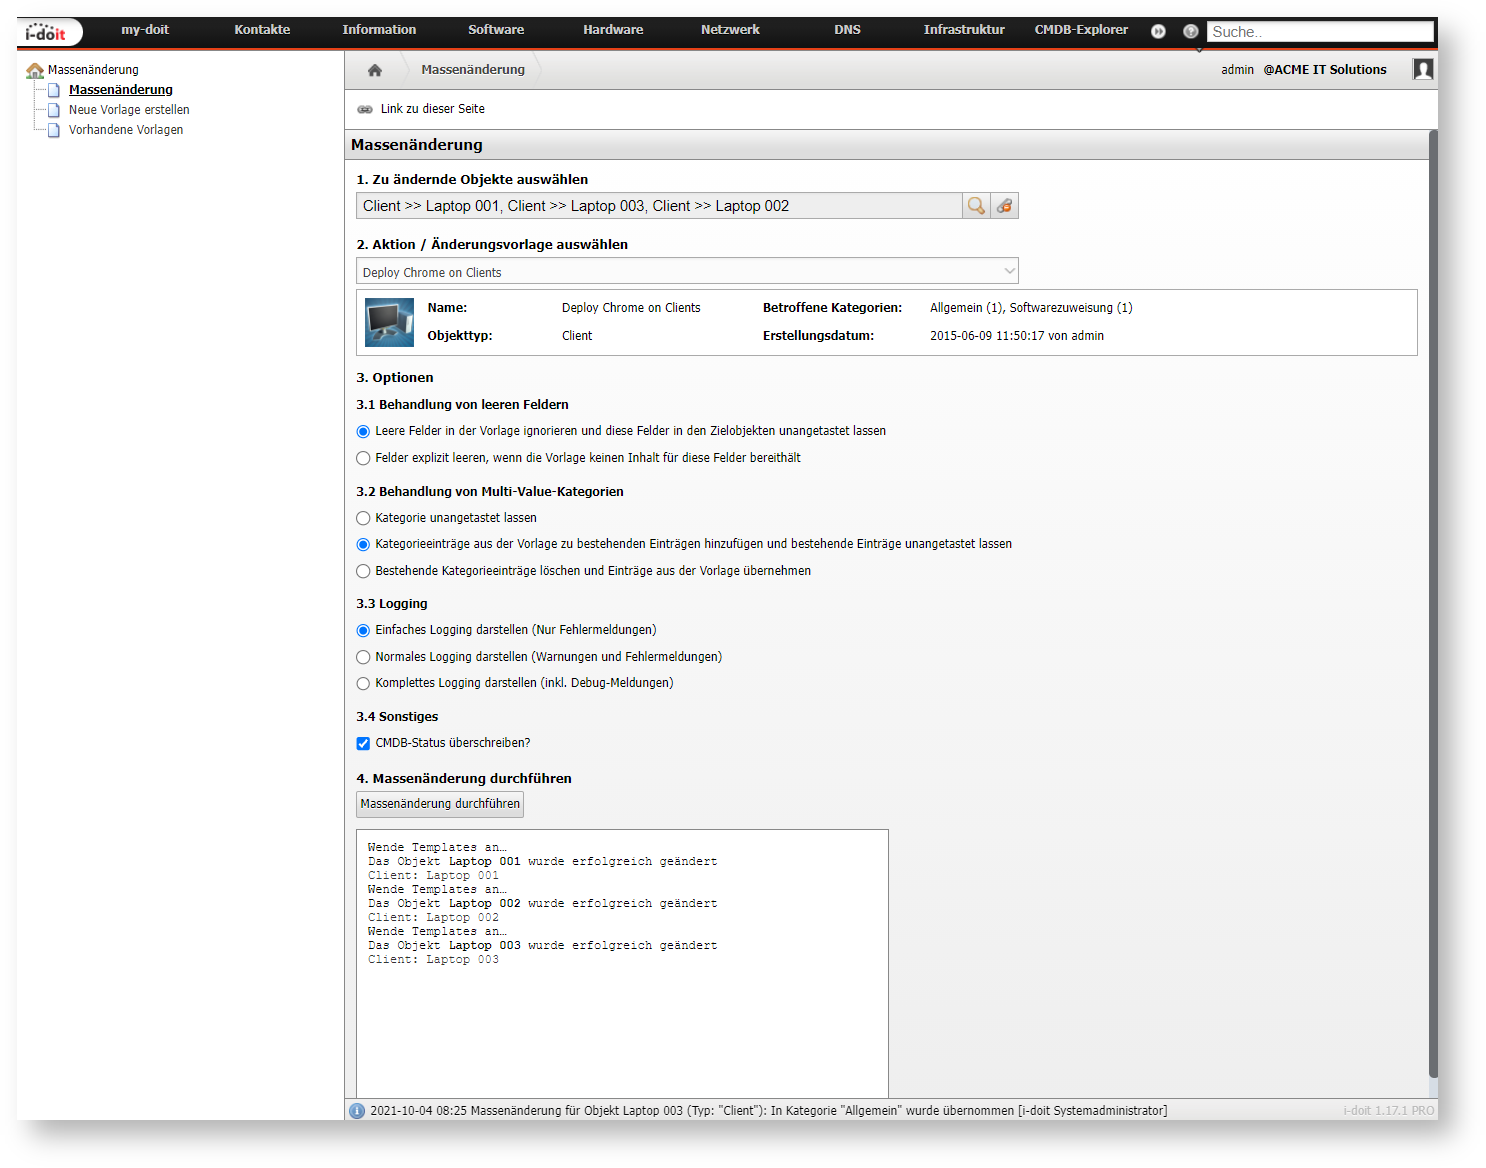 i-doit my-doit Kontakte Information Software Hardware Netzwerk DNS Infrastruktur CMDB-Explorer Suche..
Massenänderung
Massenänderung
Neue Vorlage erstellen
Vorhandene Vorlagen
Massenänderung admin @ACME IT Solutions
Link zu dieser Seite
Massenänderung
1. Zu ändernde Objekte auswählen
Client >> Laptop 001, Client >> Laptop 003, Client >> Laptop 002
2. Aktion / Änderungsvorlage auswählen
Deploy Chrome on Clients
Name: Deploy Chrome on Clients Betroffene Kategorien: Allgemein (1), Softwarezuweisung (1)
Objekttyp: Client Erstellungsdatum: 2015-06-09 11:50:17 von admin
3. Optionen
3.1 Behandlung von leeren Feldern
Leere Felder in der Vorlage ignorieren und diese Felder in den Zielobjekten unangetastet lassen
Felder explizit leeren, wenn die Vorlage keinen Inhalt für diese Felder bereithält
3.2 Behandlung von Multi-Value-Kategorien
Kategorie unangetastet lassen
Kategorieeinträge aus der Vorlage zu bestehenden Einträgen hinzufügen und bestehende Einträge unangetastet lassen
Bestehende Kategorieeinträge löschen und Einträge aus der Vorlage übernehmen
3.3 Logging
Einfaches Logging darstellen (Nur Fehlermeldungen)
Normales Logging darstellen (Warnungen und Fehlermeldungen)
Komplettes Logging darstellen (inkl. Debug-Meldungen)
3.4 Sonstiges
CMDB-Status überschreiben?
4. Massenänderung durchführen
Massenänderung durchführen
Wende Templates an…
Das Objekt Laptop 001 wurde erfolgreich geändert
Client: Laptop 001
Wende Templates an…
Das Objekt Laptop 002 wurde erfolgreich geändert
Client: Laptop 002
Wende Templates an…
Das Objekt Laptop 003 wurde erfolgreich geändert
Client: Laptop 003
2021-10-04 08:25 Massenänderung für Objekt Laptop 003 (Typ: "Client"): In Kategorie "Allgemein" wurde übernommen [i-doit Systemadministrator] i-doit 1.17.1 PRO